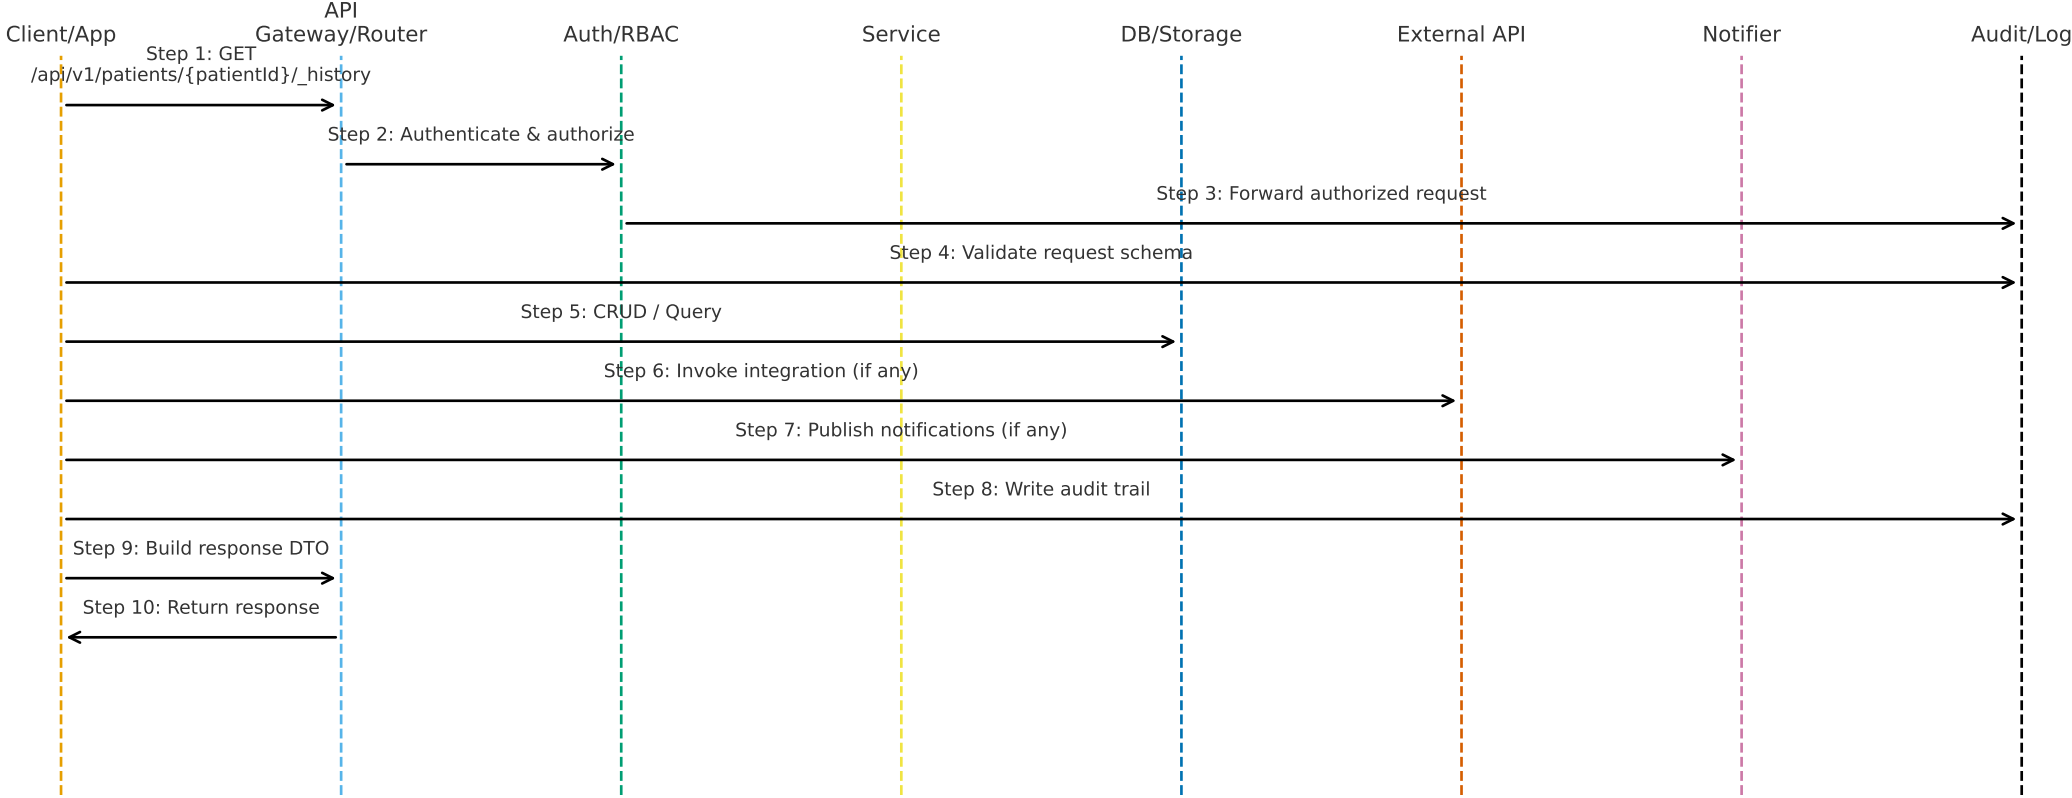 API
Client/App
Gateway/Router
Auth/RBAC
Service
DB/Storage
External API
Notifier
Audit/Log
Step 1: GET
/api/v1/patients/{patientId}/_history
Step 2: Authenticate & authorize
Step 3: Forward authorized request
Step 4: Validate request schema
Step 5: CRUD / Query
Step 6: Invoke integration (if any)
Step 7: Publish notifications (if any)
Step 8: Write audit trail
Step 9: Build response DTO
Step 10: Return response